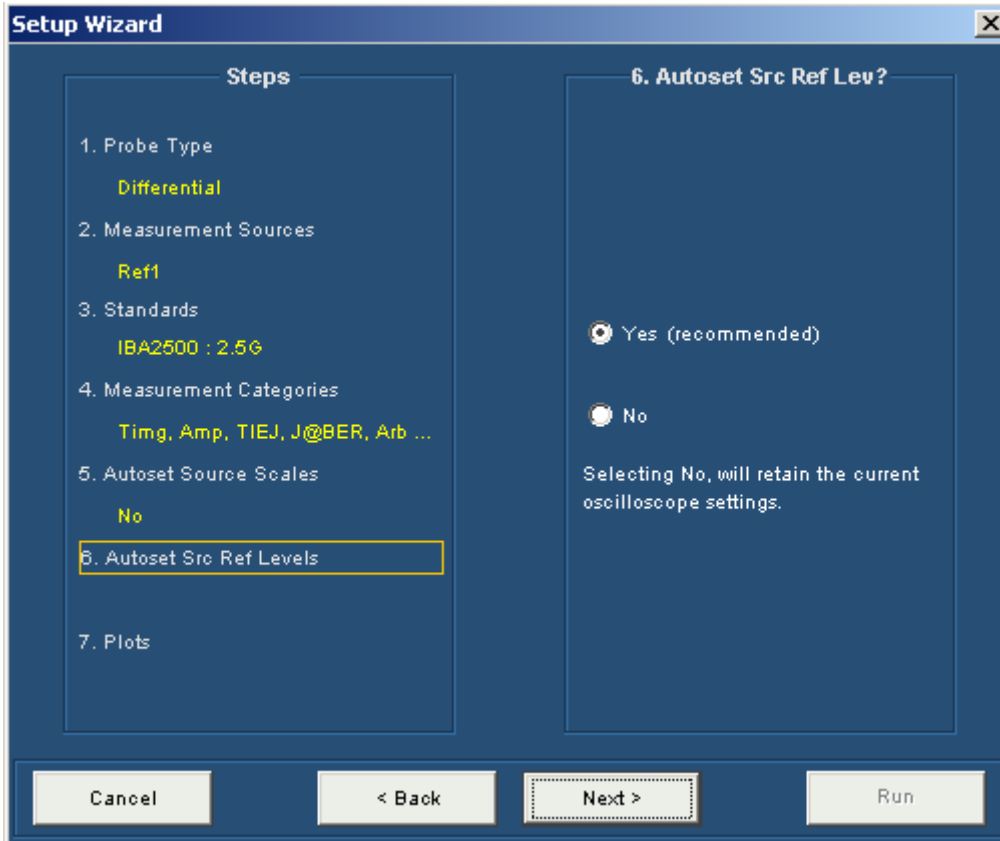 Setup Wizard
Steps
1. Probe Type
Differential
2. Measurement Sources
Ref1
3. Standards
IBA2500 : 2.5G
4. Measurement Categories
Timg, Amp, TIEJ, J@BER, Arb ...
5. Autoset Source Scales
No
6. Autoset Src Ref Levels
7. Plots
6. Autoset Src Ref Lev?
Yes (recommended)
No
Selecting No, will retain the current
oscilloscope settings.
Cancel
< Back
Next >
Run